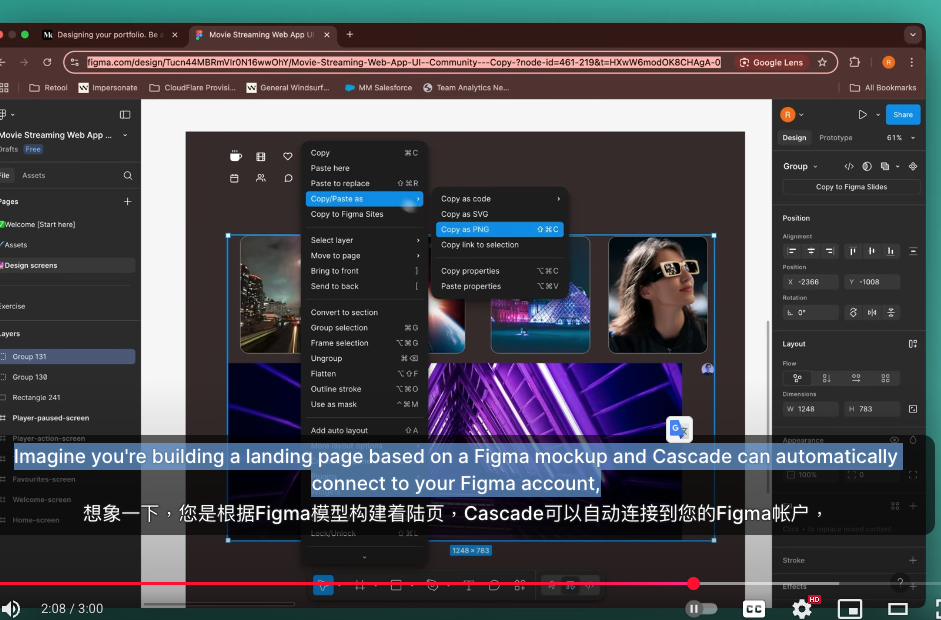 Designing your portfolio. Be a
Movie Streaming Web App UI
figma.com/design/Tucn44MBRmVIr0N16wwOhY/Movie-Streaming-Web-App-UI--Community---Copy-?node-id=461-219&t=HXwW6modOK8CHAgA-0
Google Lens
R
Retool
Impersonate
CloudFlare Provisi...
General Windsurf...
MM Salesforce
Team Analytics Ne...
All Bookmarks
Movie Streaming Web App ...
Drafts Free
File Assets
Pages
Welcome [Start here]
Assets
Design screens
Exercise
Layers
Group 131
Group 130
Rectangle 241
Player-paused-screen
Player-action-screen
Favourites-screen
Welcome-screen
Home-screen
Copy ⌘C
Paste here
Paste to replace ⇧⌘R
Copy/Paste as
Copy to Figma Sites
Select layer
Move to page
Bring to front ]
Send to back [
Convert to section
Group selection ⌘G
Frame selection ⌥⌘G
Ungroup ⌘⌫
Flatten ⌥⇧F
Outline stroke ⌥⌘O
Use as mask ^⌘M
Add auto layout ⇧A
More layout options
Lock/Unlock ⇧⌘L
Copy as code
Copy as SVG
Copy as PNG ⇧⌘C
Copy link to selection
Copy properties ⌥⌘C
Paste properties ⌥⌘V
1248 × 783
R
Share
Design Prototype 61%
Group
Copy to Figma Slides
Position
Alignment
Position
X -2366 Y -1008
Rotation
0°
Layout
Flow
Dimensions
W 1248 H 783
Appearance
100% 0
Click + to replace mixed content
Stroke
Effects
Imagine you're building a landing page based on a Figma mockup and Cascade can automatically
connect to your Figma account,
想象一下，您是根据Figma模型构建着陆页，Cascade可以自动连接到您的Figma帐户，
2:08 / 3:00
CC
HD